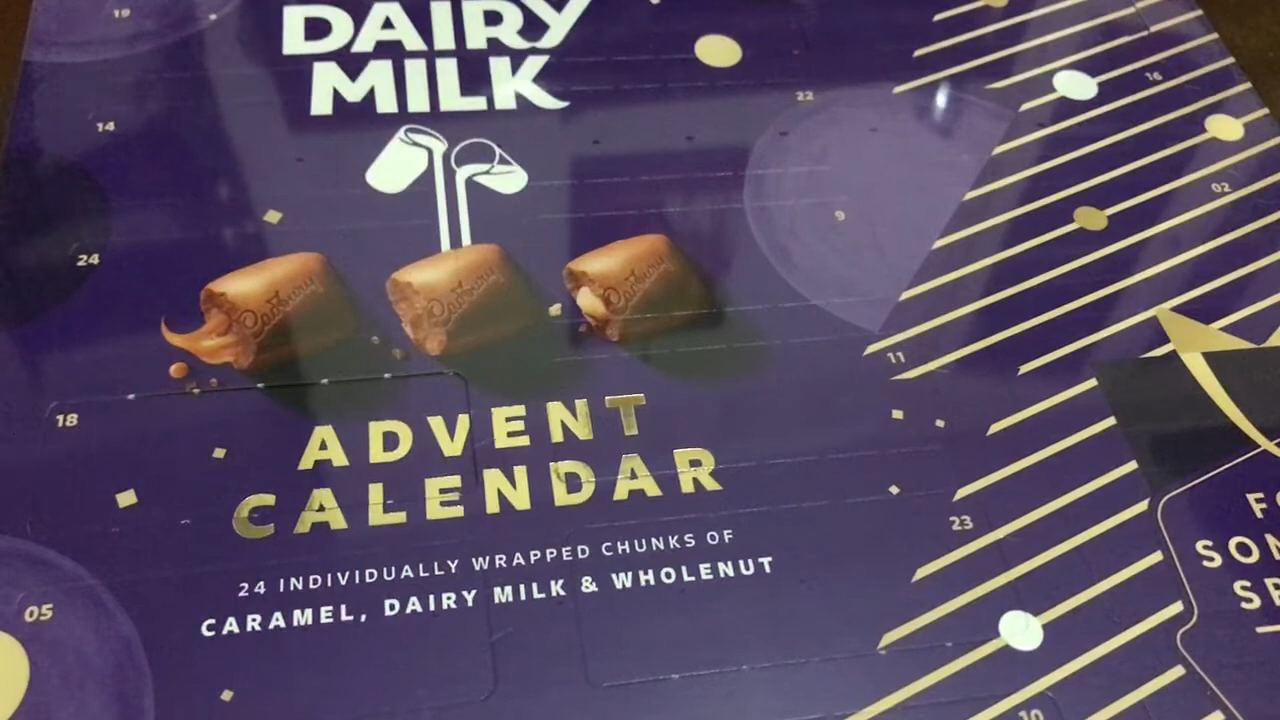 DAIRY
MILK
19
14
22
16
02
9
24
Cadbury
Cadbury
Cadbury
11
18
ADVENT
CALENDAR
23
24 INDIVIDUALLY WRAPPED CHUNKS OF
CARAMEL, DAIRY MILK & WHOLENUT
05
10